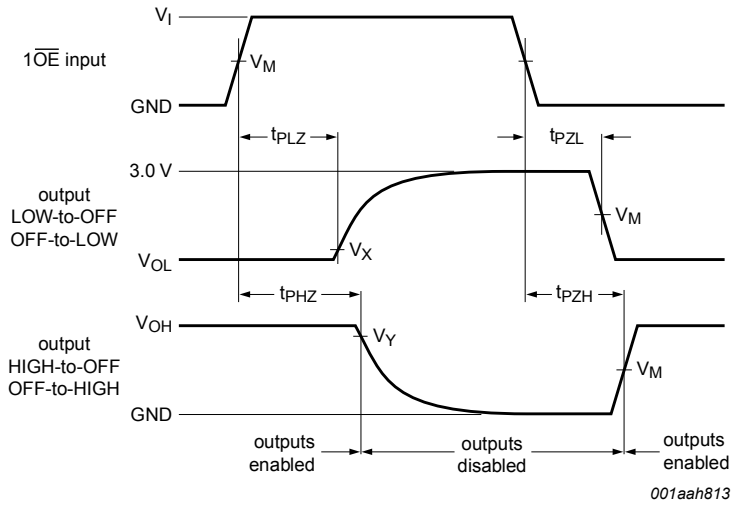 V_I
1O̅E̅ input
V_M
GND
t_PLZ
t_PZL
3.0 V
output
LOW-to-OFF
OFF-to-LOW
V_M
V_X
V_OL
t_PHZ
t_PZH
V_OH
V_Y
output
HIGH-to-OFF
OFF-to-HIGH
V_M
GND
outputs
enabled
outputs
disabled
outputs
enabled
001aah813